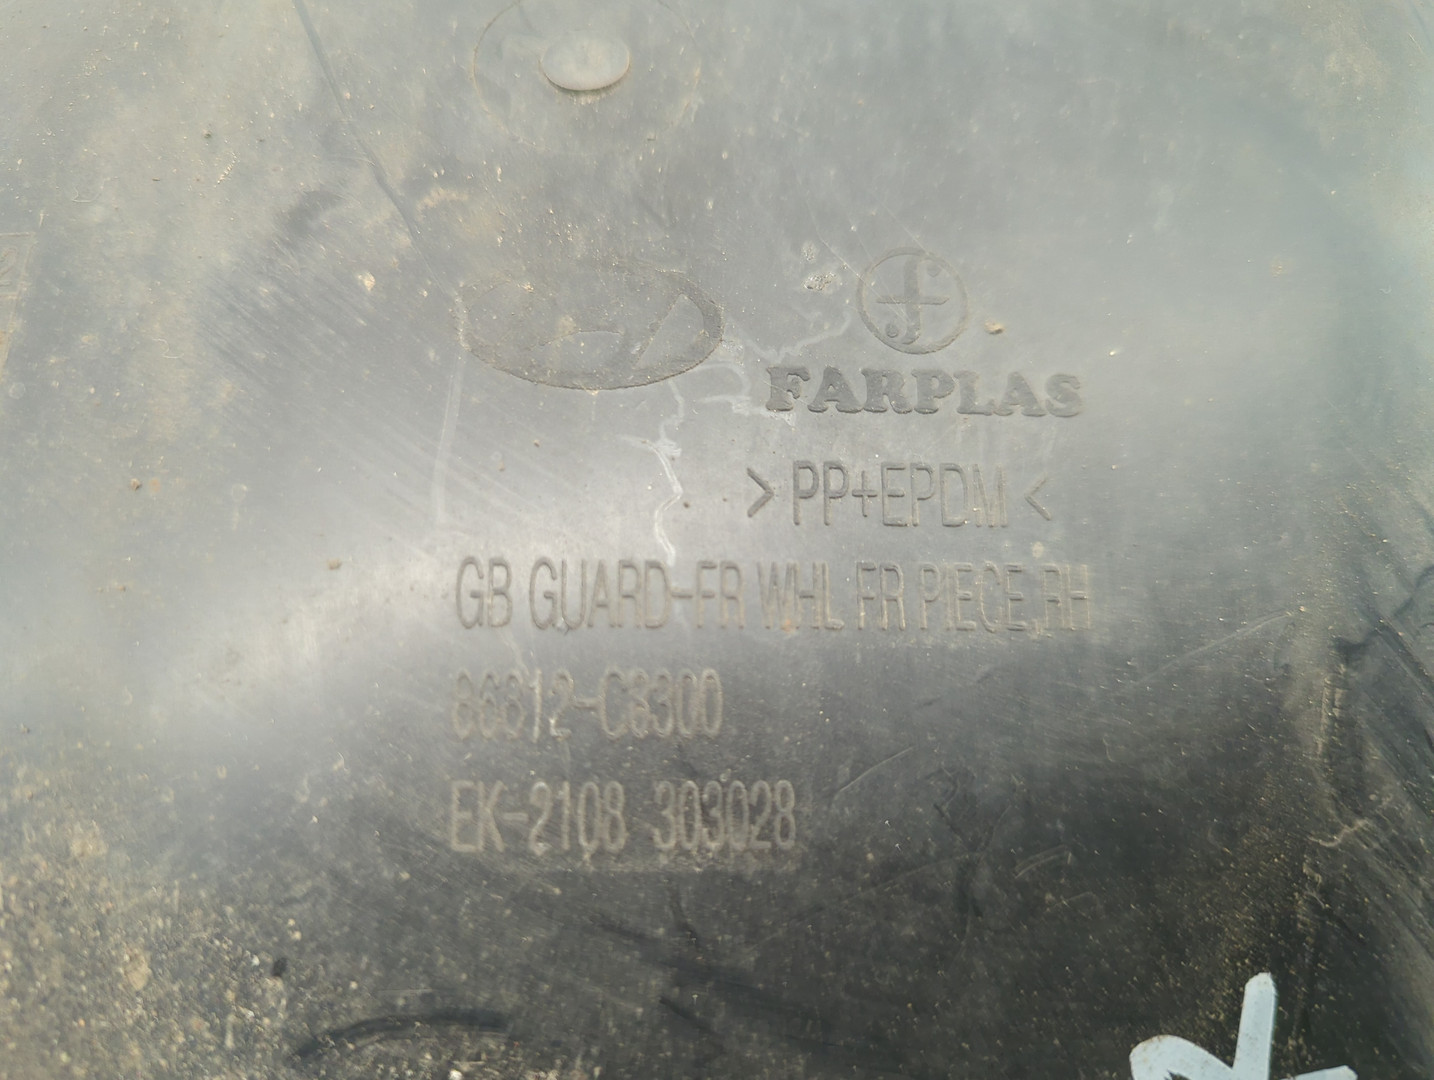 FARPLAS
>PP+EPDM<
GB GUARD-FR WHL FR PIECE,RH
86812-C8300
EK-2108 303028